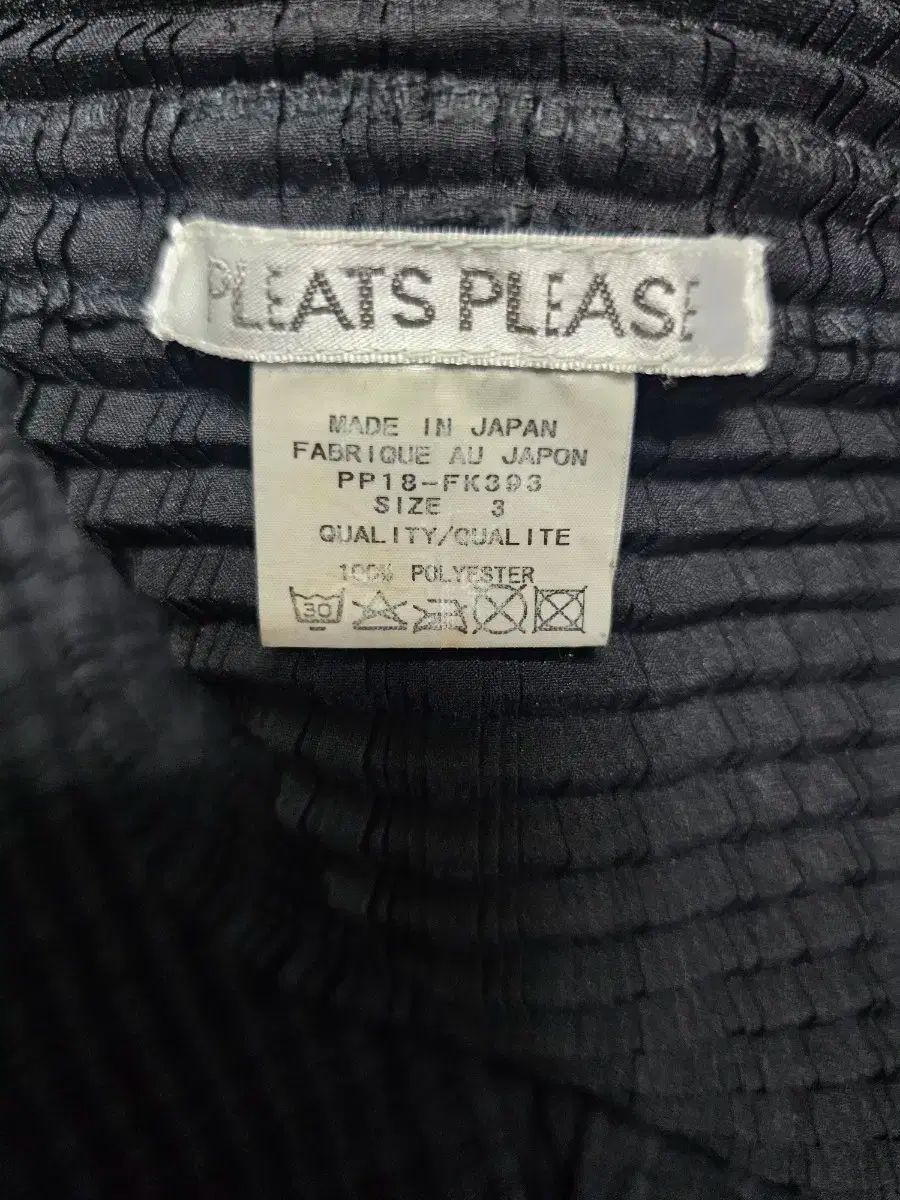 PLEATS PLEASE
MADE IN JAPAN
FABRIQUE AU JAPON
PP18-FK393
SIZE 3
QUALITY/QUALITE
100% POLYESTER
30